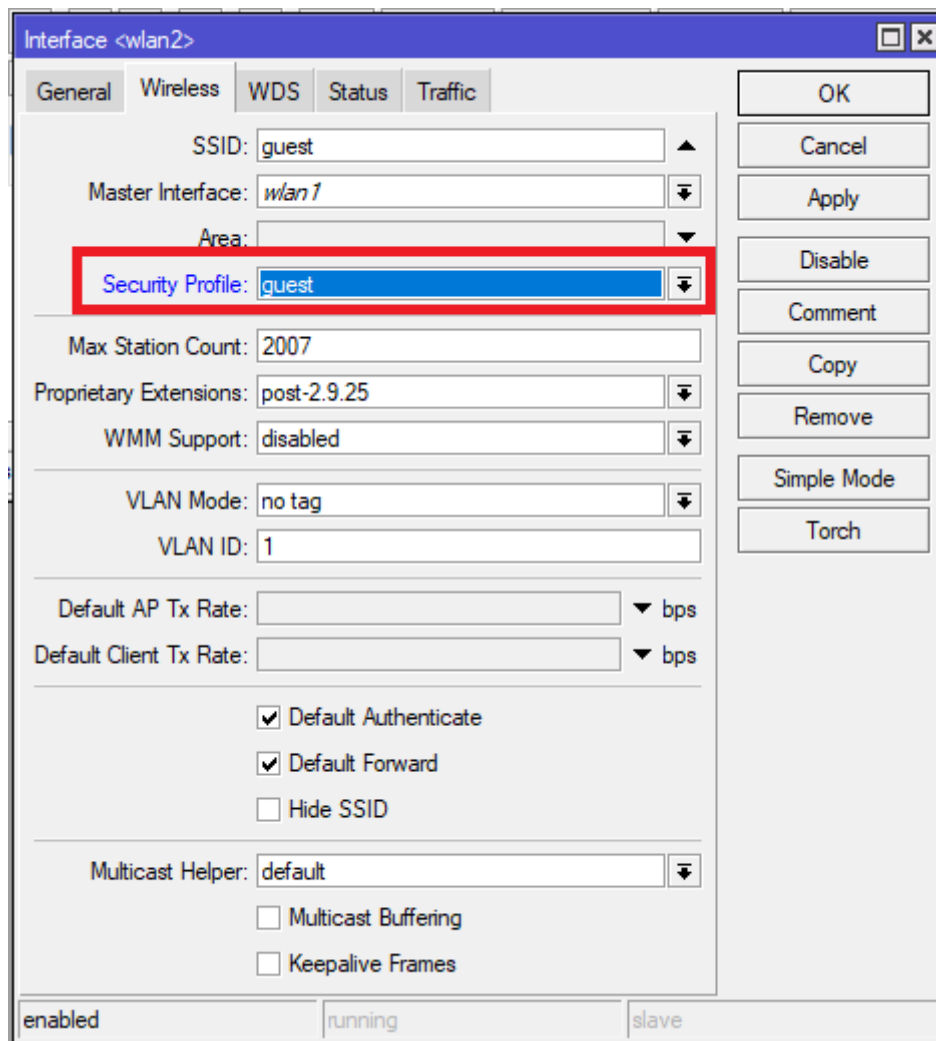 Interface <wlan2>
General Wireless WDS Status Traffic
SSID: guest
Master Interface: wlan1
Area:
Security Profile: guest
Max Station Count: 2007
Proprietary Extensions: post-2.9.25
WMM Support: disabled
VLAN Mode: no tag
VLAN ID: 1
Default AP Tx Rate: bps
Default Client Tx Rate: bps
Default Authenticate
Default Forward
Hide SSID
Multicast Helper: default
Multicast Buffering
Keepalive Frames
OK
Cancel
Apply
Disable
Comment
Copy
Remove
Simple Mode
Torch
enabled running slave